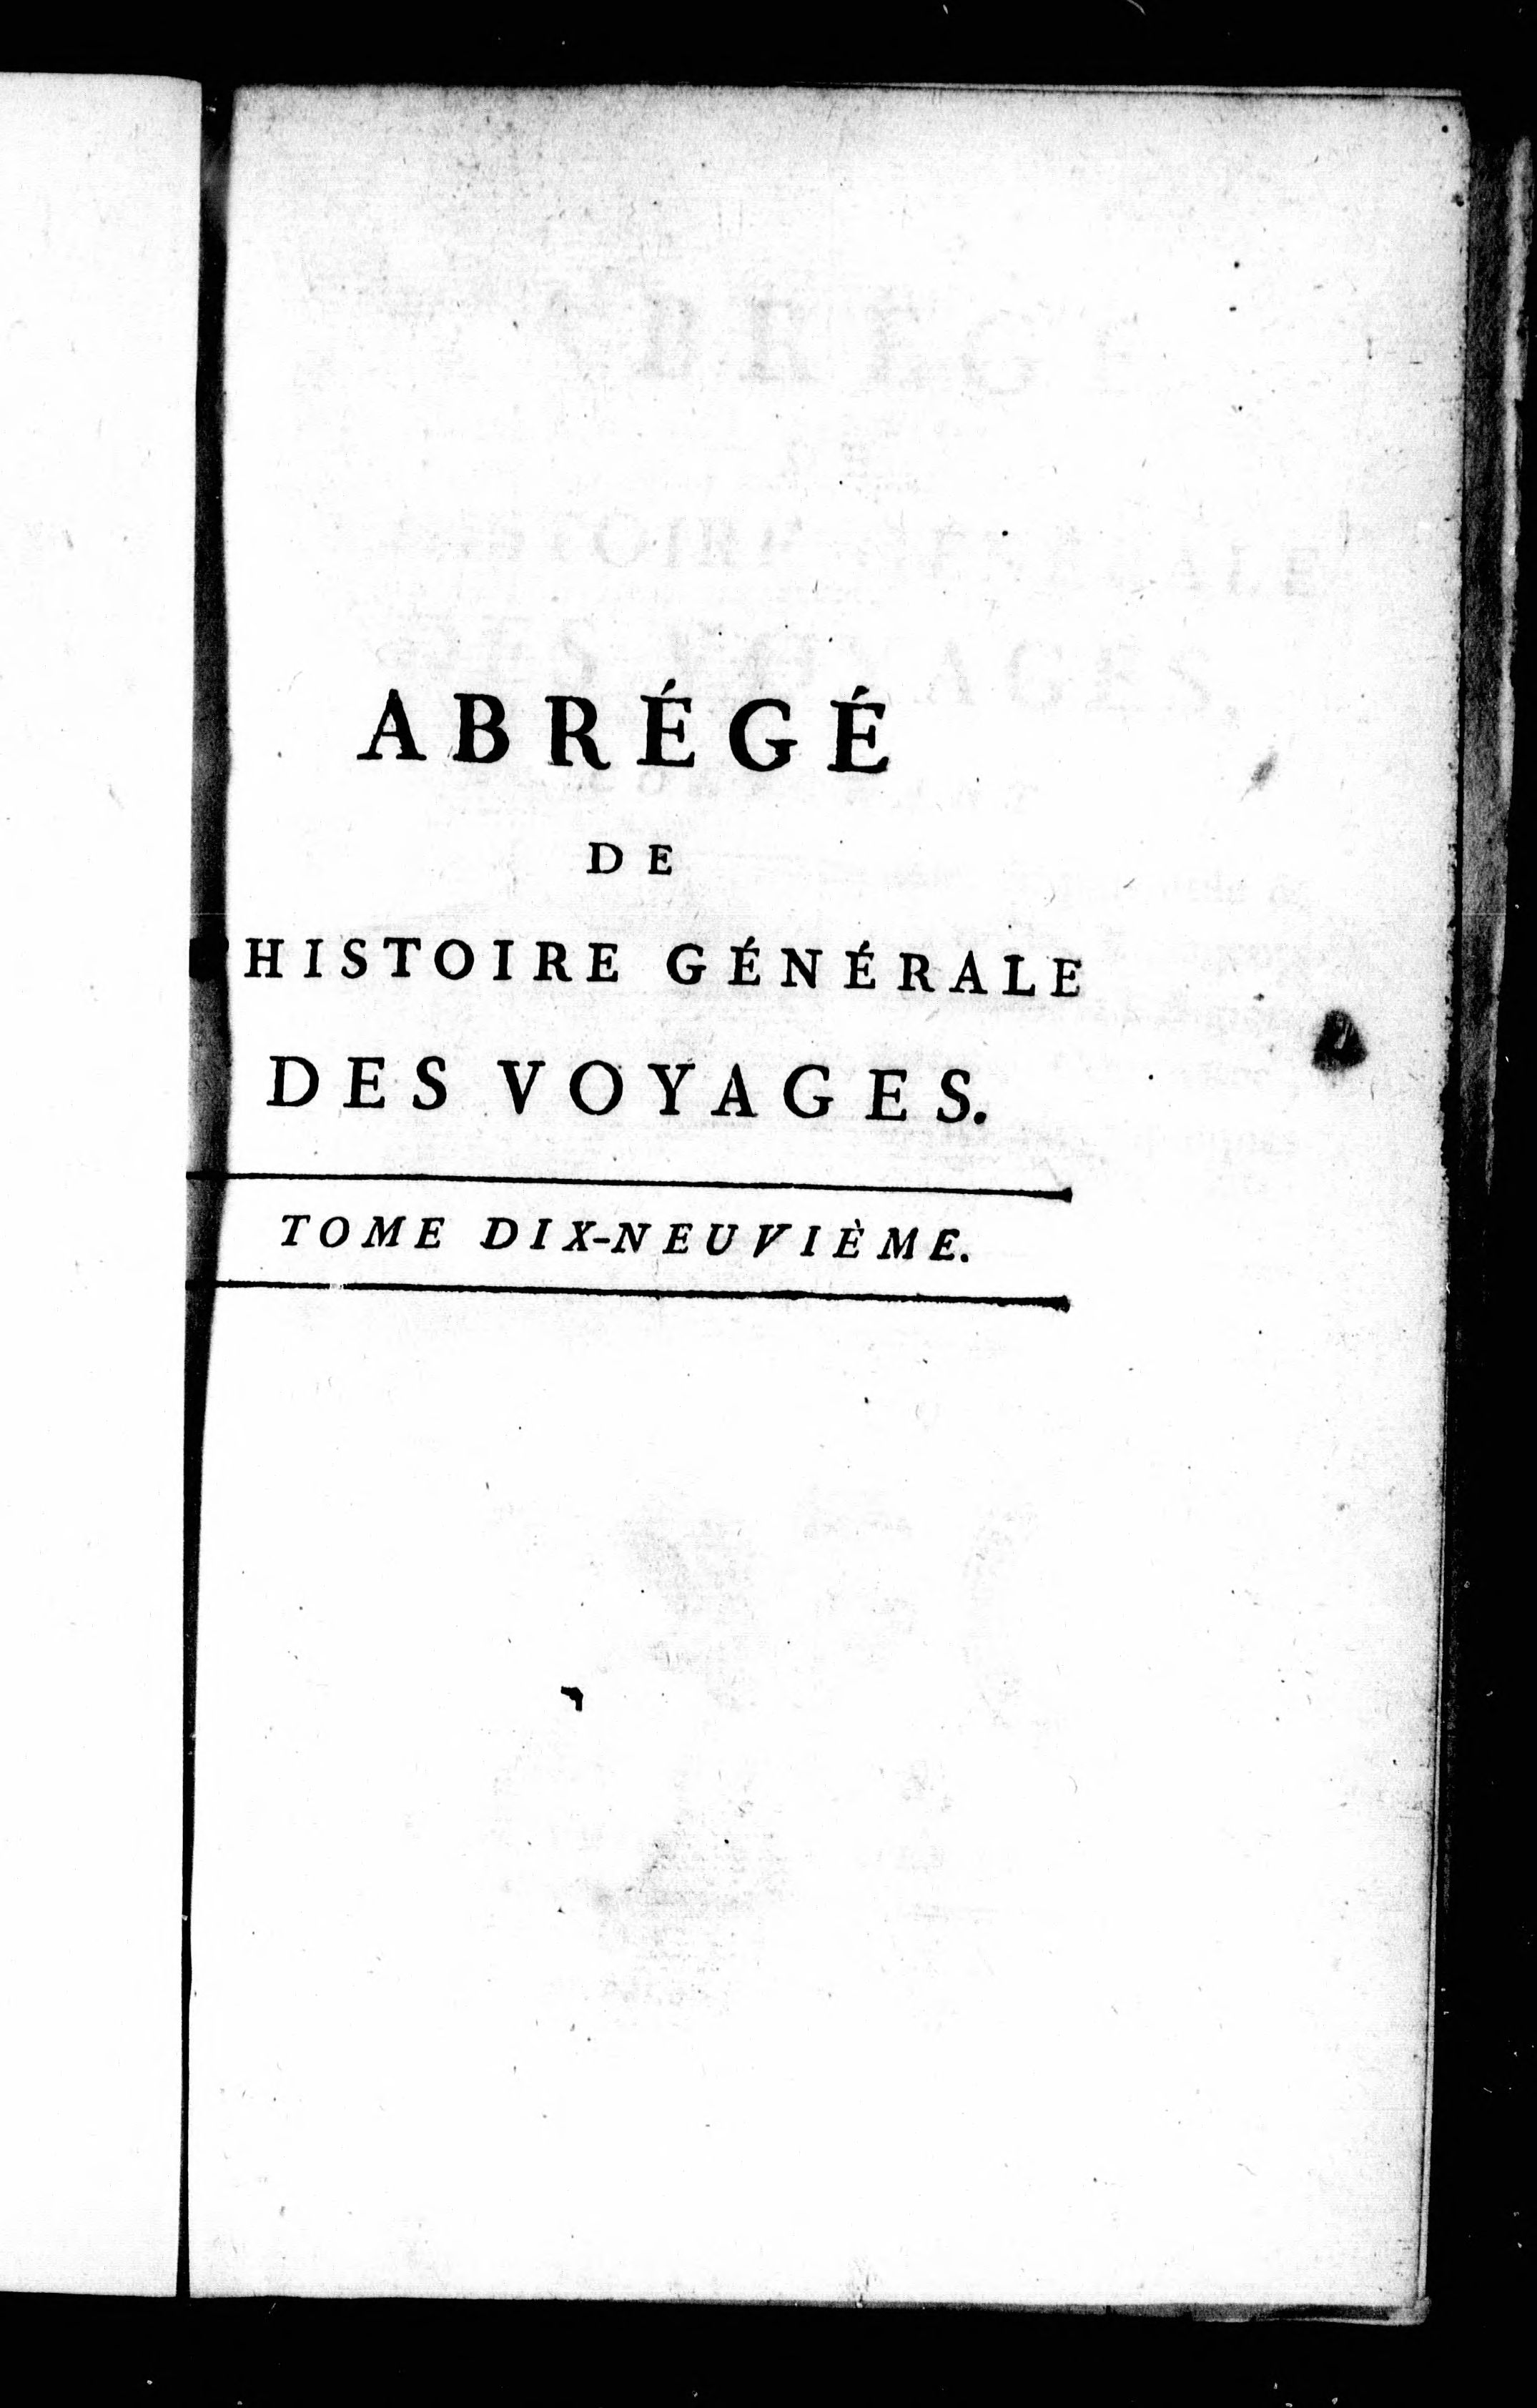 ABRÉGÉ
DE
HISTOIRE GÉNÉRALE
DES VOYAGES.
TOME DIX-NEUVIÈME.